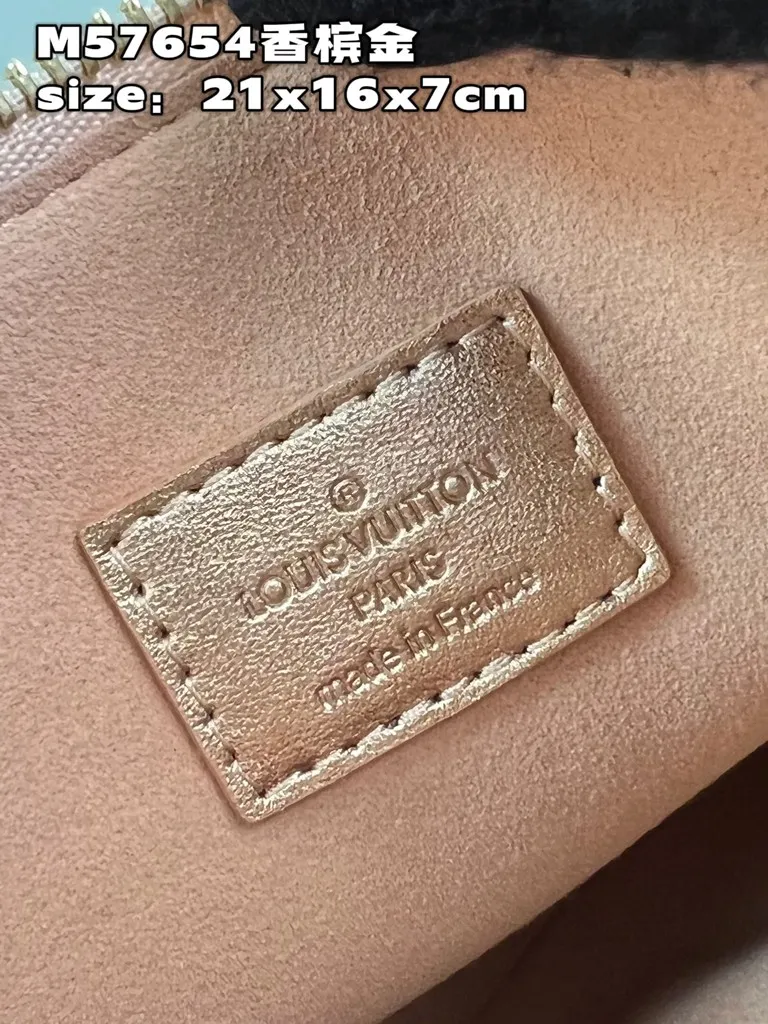 M57654香槟金
size：21x16x7cm
®
LOUIS VUITTON
PARIS
made in France